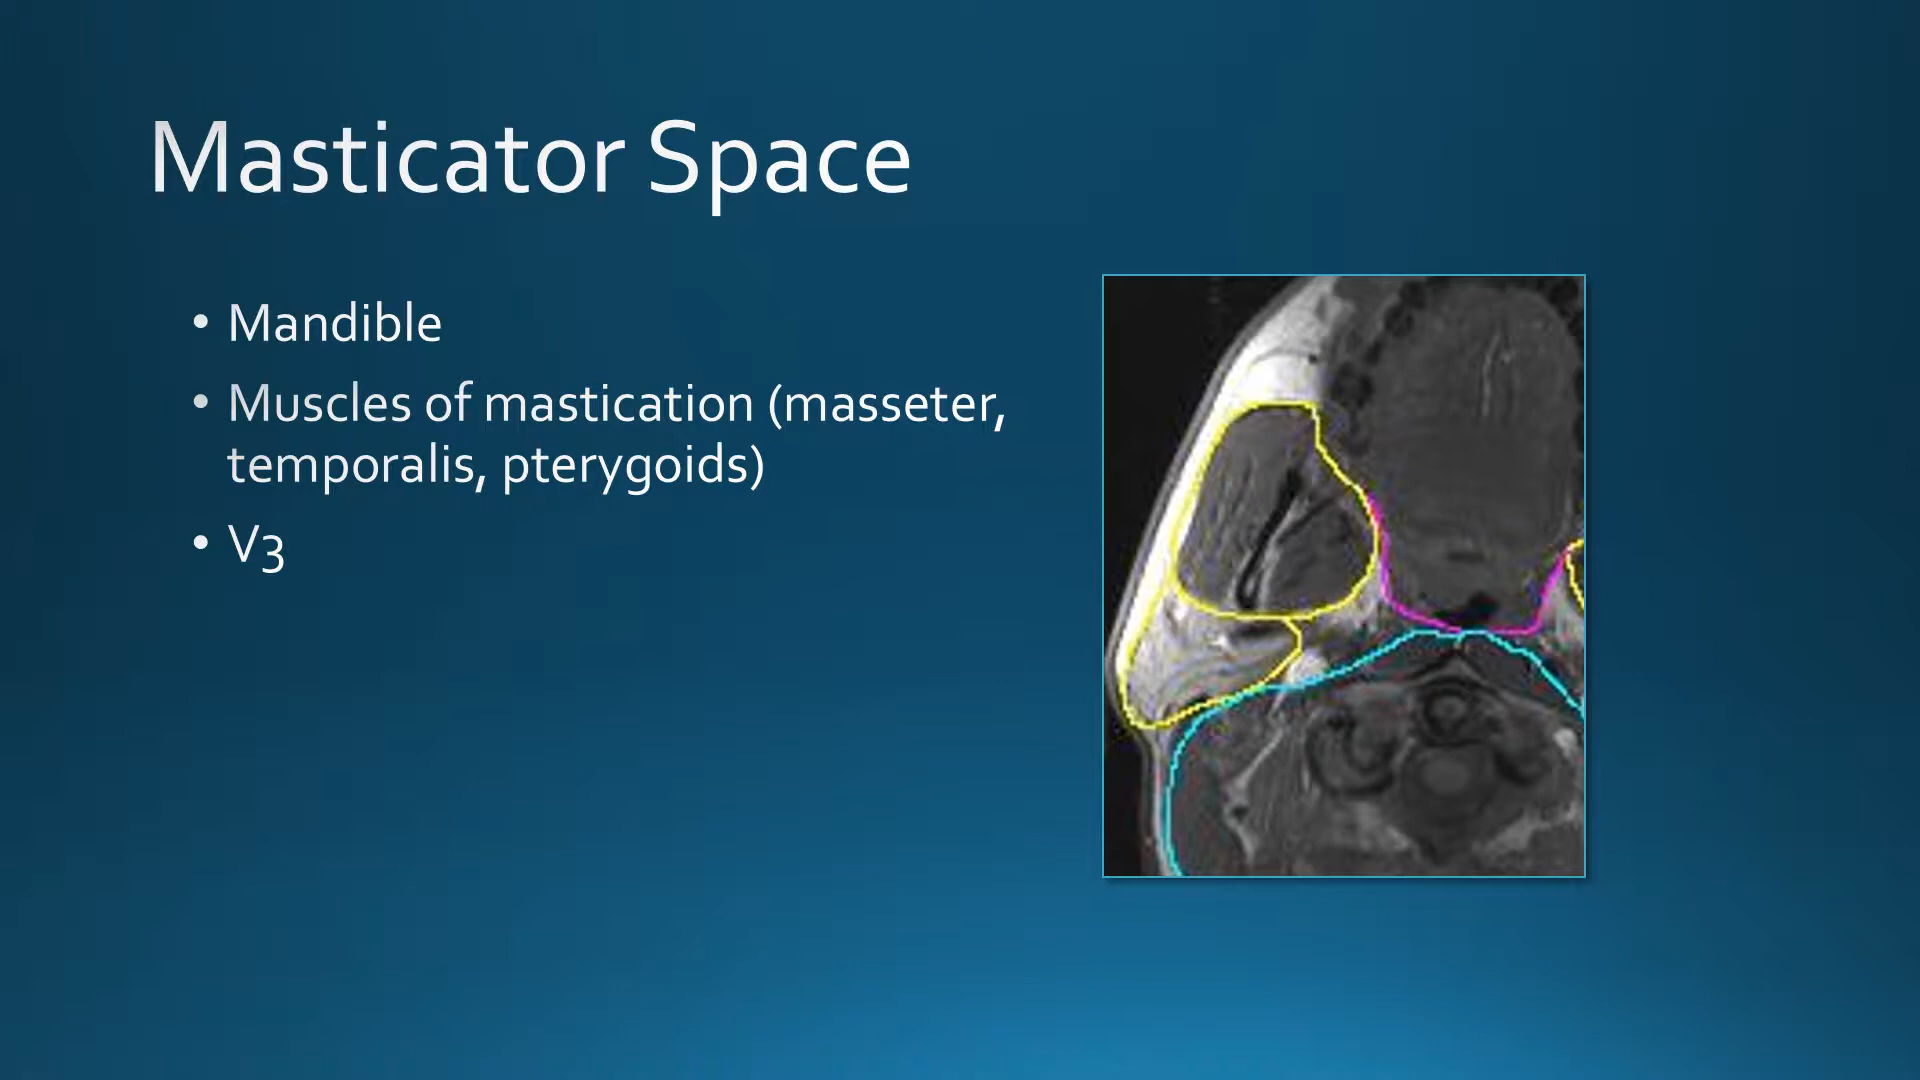 Masticator Space
• Mandible
• Muscles of mastication (masseter,
temporalis, pterygoids)
• V3